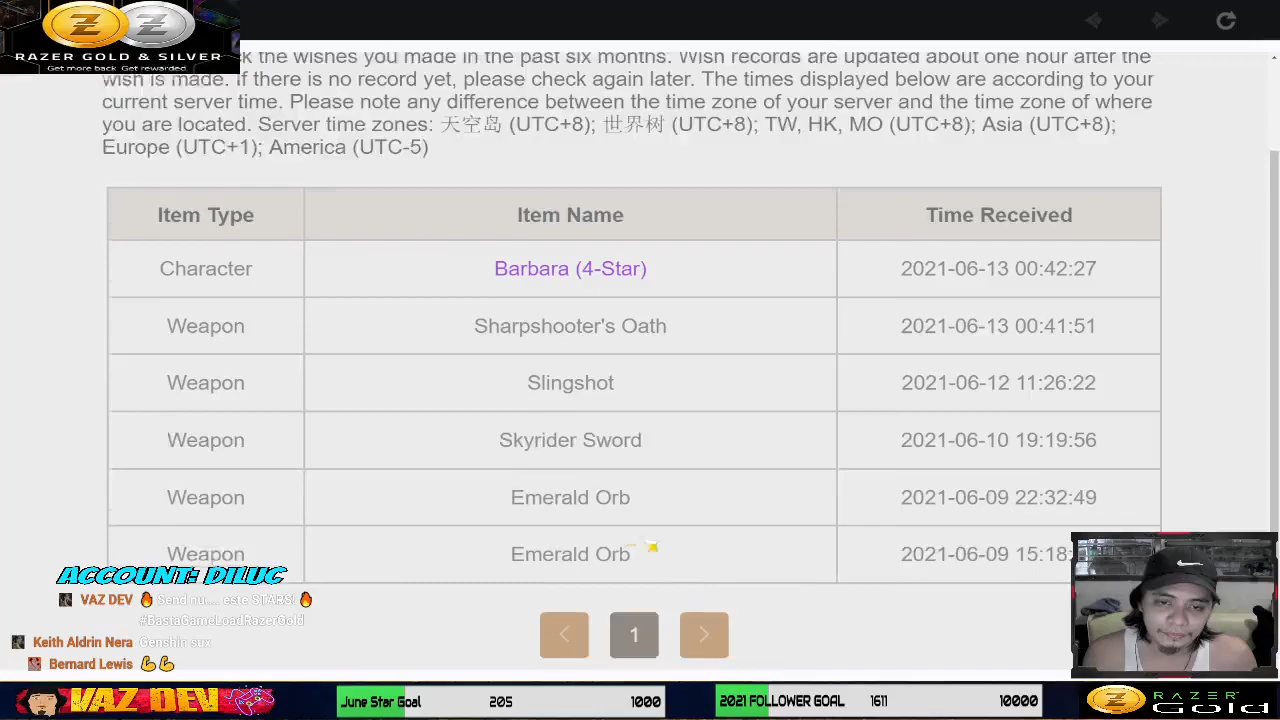 RAZER GOLD & SILVER
Get more back Get rewarded.
k the wishes you made in the past six months. Wish records are updated about one hour after the
wish is made. If there is no record yet, please check again later. The times displayed below are according to your
current server time. Please note any difference between the time zone of your server and the time zone of where
you are located. Server time zones: 天空岛 (UTC+8); 世界树 (UTC+8); TW, HK, MO (UTC+8); Asia (UTC+8);
Europe (UTC+1); America (UTC-5)
Item Type Item Name Time Received
Character Barbara (4-Star) 2021-06-13 00:42:27
Weapon Sharpshooter's Oath 2021-06-13 00:41:51
Weapon Slingshot 2021-06-12 11:26:22
Weapon Skyrider Sword 2021-06-10 19:19:56
Weapon Emerald Orb 2021-06-09 22:32:49
Weapon Emerald Orb 2021-06-09 15:18:
ACCOUNT: DILUC
VAZ DEV 🔥 Send nu.... este STARS! 🔥
#BastaGameLoadRazerGold
Keith Aldrin Nera Genshin sux
Bernard Lewis 💪💪
1
VAZ DEV June Star Goal 205 1000 2021 FOLLOWER GOAL 1611 10000 RAZER
Gold